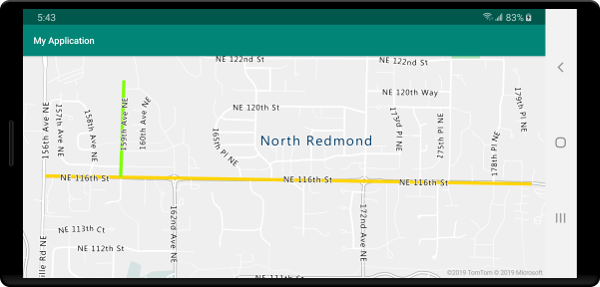 5:43
83%
My Application
NE 122nd St
NE 122nd St
NE 120th Way
NE 120th St
156th Ave NE
157th Ave NE
158th Ave NE
159th Ave NE
160th Ave NE
165th Pl NE
173rd Pl NE
175th Pl NE
178th Pl NE
179th Pl NE
North Redmond
NE 116th St
NE 116th St
NE 116th St
162nd Ave NE
172nd Ave NE
NE 113th Ct
NE 112th St
ville Rd NE
©2019 TomTom © 2019 Microsoft